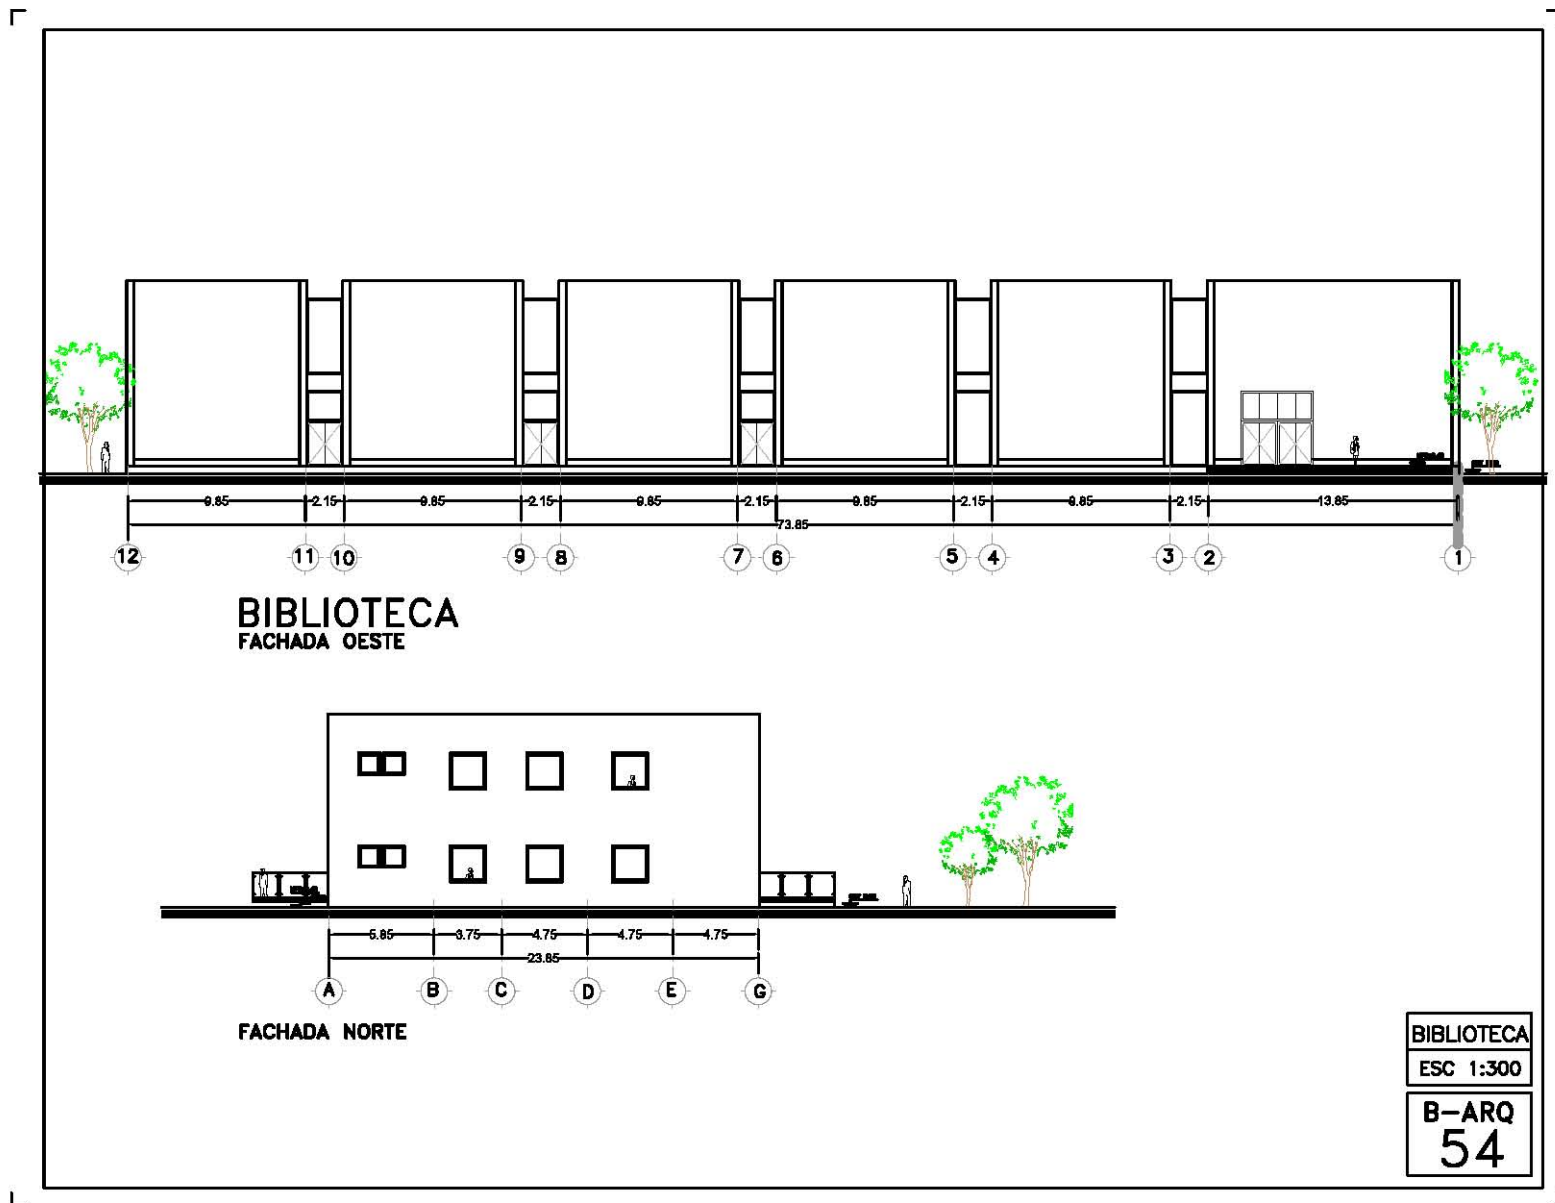 9.85 2.15 9.85 2.15 9.85 2.15 9.85 2.15 9.85 2.15 13.85
73.85
12 11 10 9 8 7 6 5 4 3 2 1
BIBLIOTECA
FACHADA OESTE
5.85 3.75 4.75 4.75 4.75
23.85
A B C D E G
FACHADA NORTE
BIBLIOTECA
ESC 1:300
B-ARQ
54